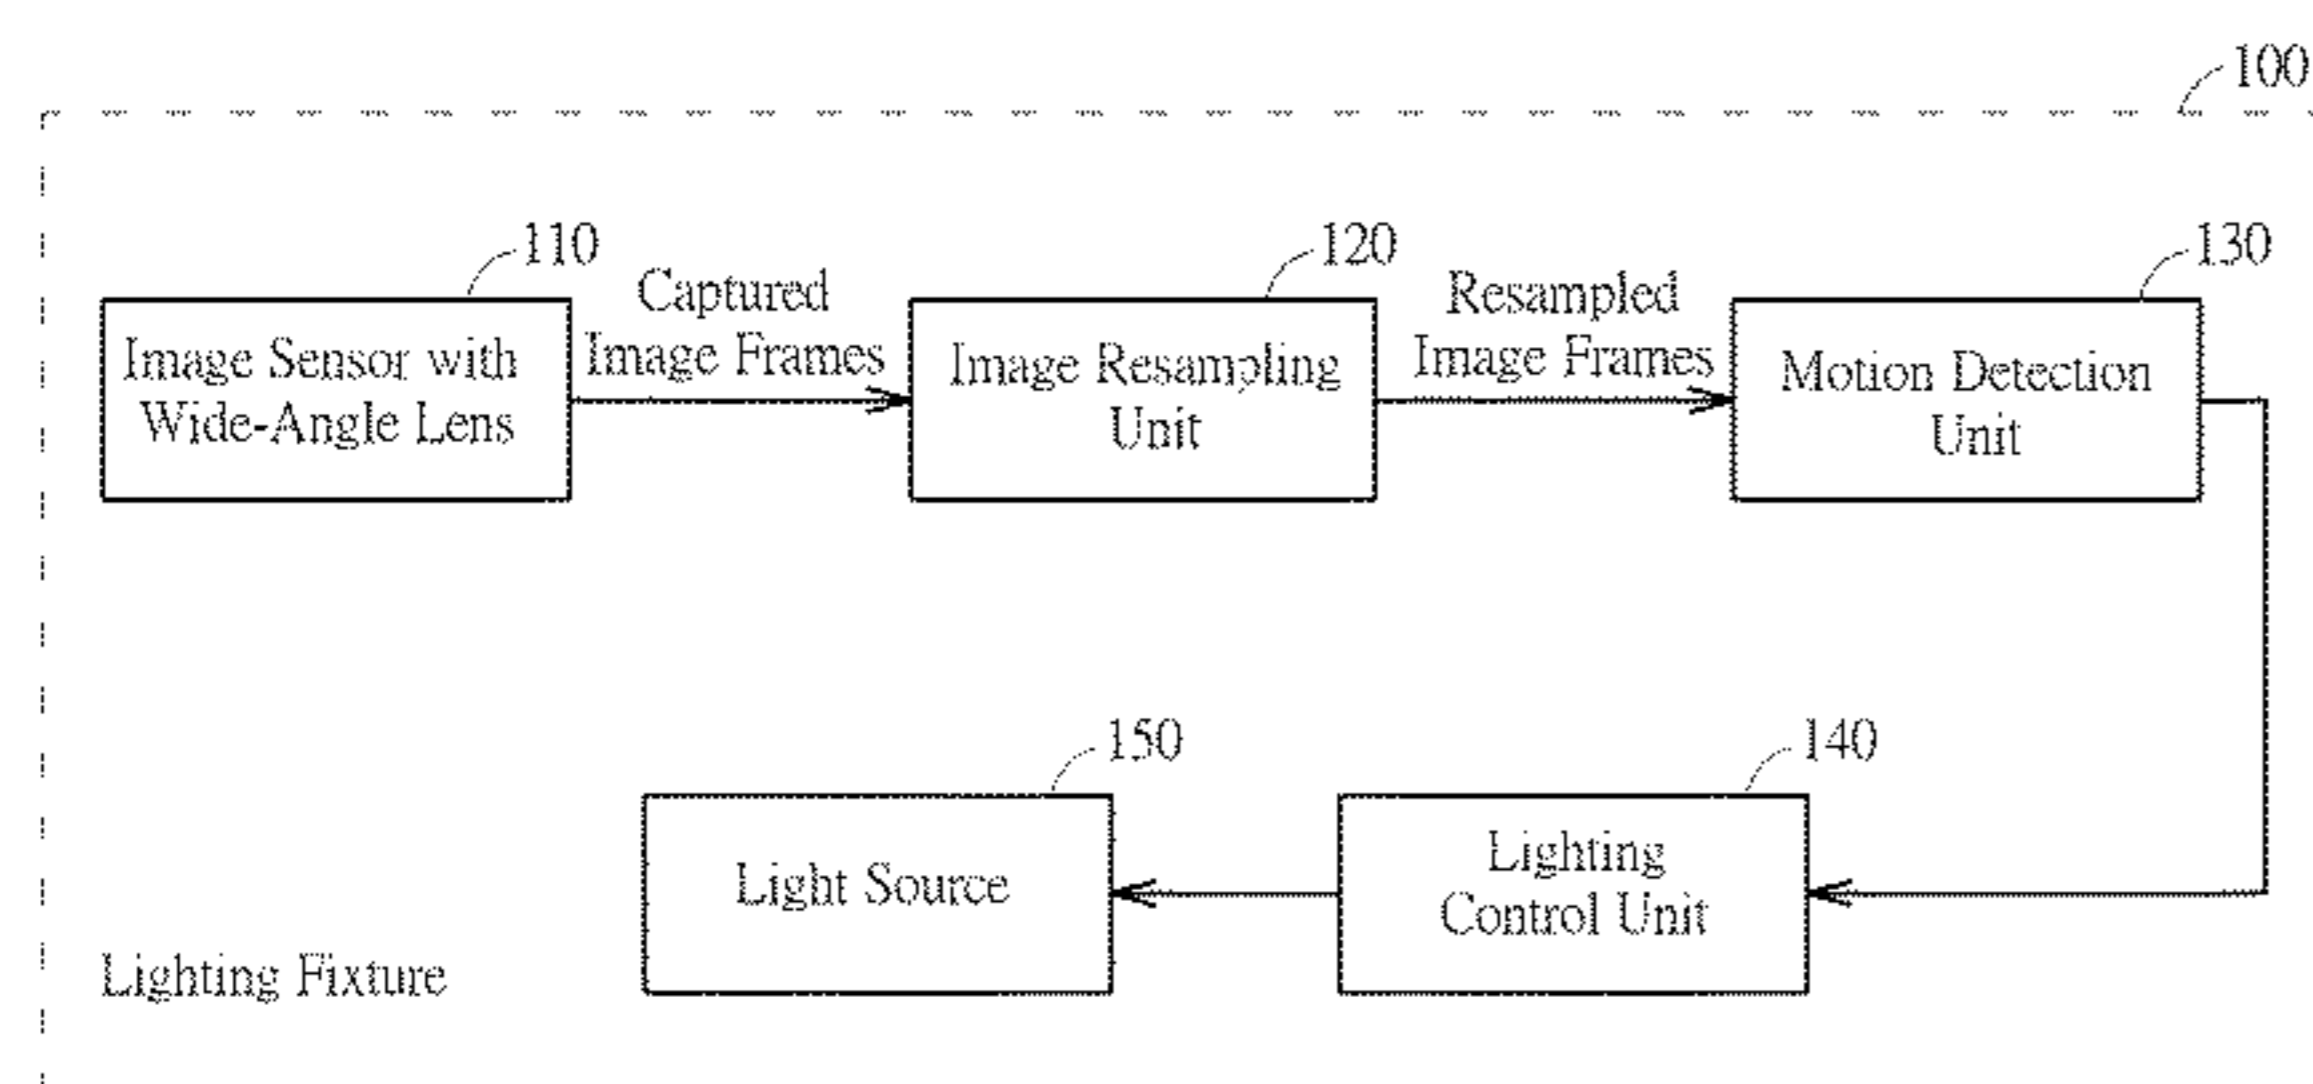 100
110
Captured
Image Frames
120
Resampled
Image Frames
130
Image Sensor with
Wide-Angle Lens
Image Resampling
Unit
Motion Detection
Unit
150
140
Light Source
Lighting
Control Unit
Lighting Fixture